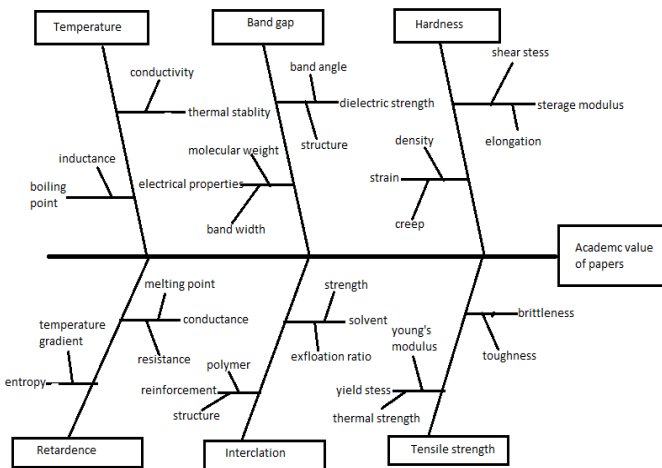 Temperature
Band gap
Hardness
shear stess
conductivity
band angle
thermal stablity
dielectric strength
sterage modulus
structure
elongation
molecular weight
density
inductance
boiling
point
electrical properties
strain
band width
creep
Academc value
of papers
melting point
strength
temperature
gradient
conductance
solvent
brittleness
young's
modulus
resistance
exfloation ratio
toughness
polymer
entropy
reinforcement
yield stess
structure
thermal strength
Retardence
Interclation
Tensile strength